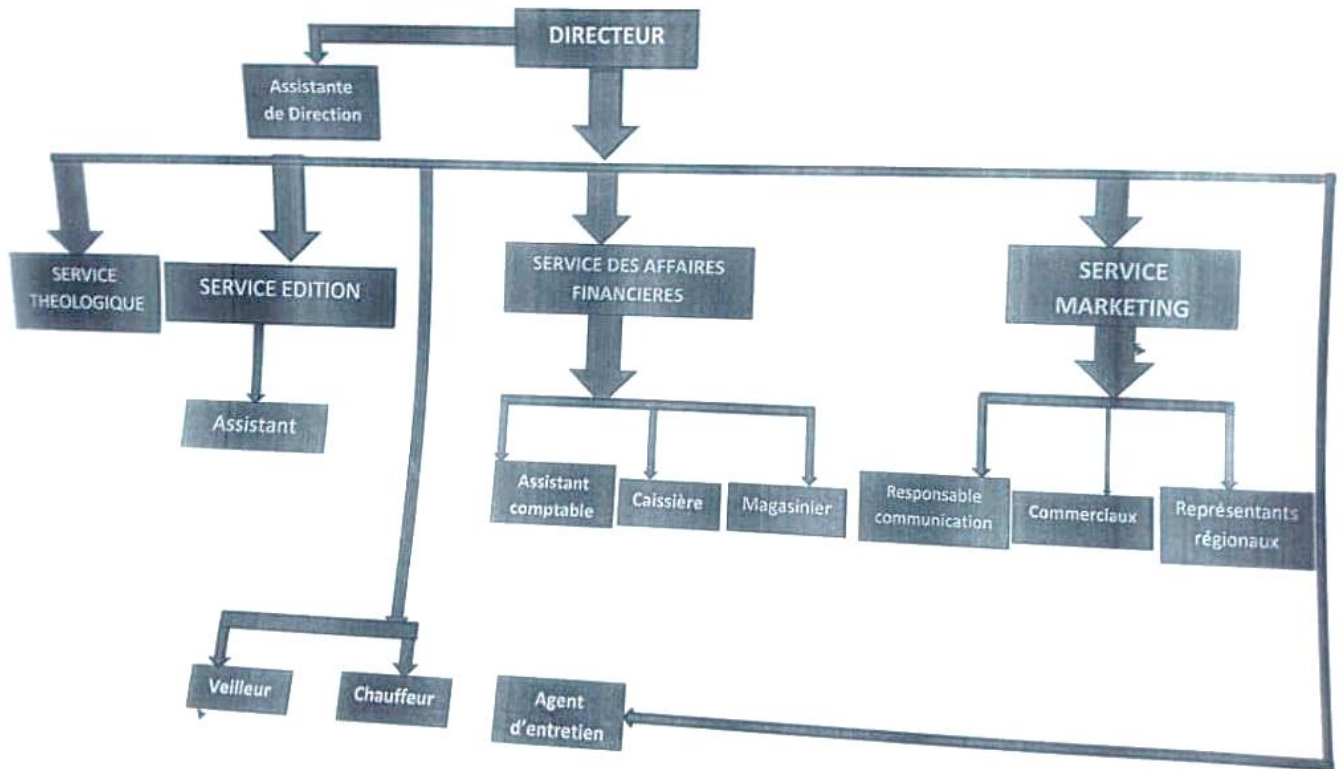 DIRECTEUR
Assistante
de Direction
SERVICE
THEOLOGIQUE
SERVICE EDITION
SERVICE DES AFFAIRES
FINANCIERES
SERVICE
MARKETING
Assistant
Assistant
comptable
Caissière
Magasinier
Responsable
communication
Commerciaux
Représentants
régionaux
Veilleur
Chauffeur
Agent
d'entretien